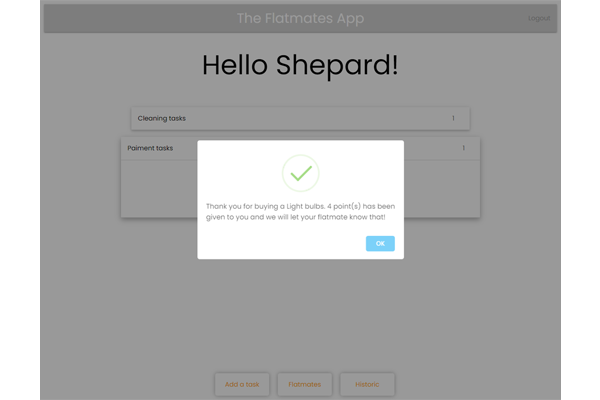 The Flatmates App
Logout
Hello Shepard!
Cleaning tasks 1
Paiment tasks 1
Thank you for buying a Light bulbs. 4 point(s) has been
given to you and we will let your flatmate know that!
OK
Add a task Flatmates Historic